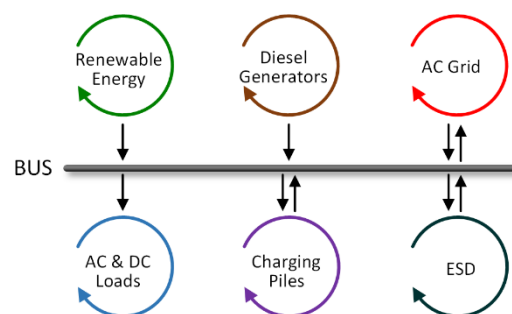 Renewable
Energy
Diesel
Generators
AC Grid
BUS
AC & DC
Loads
Charging
Piles
ESD